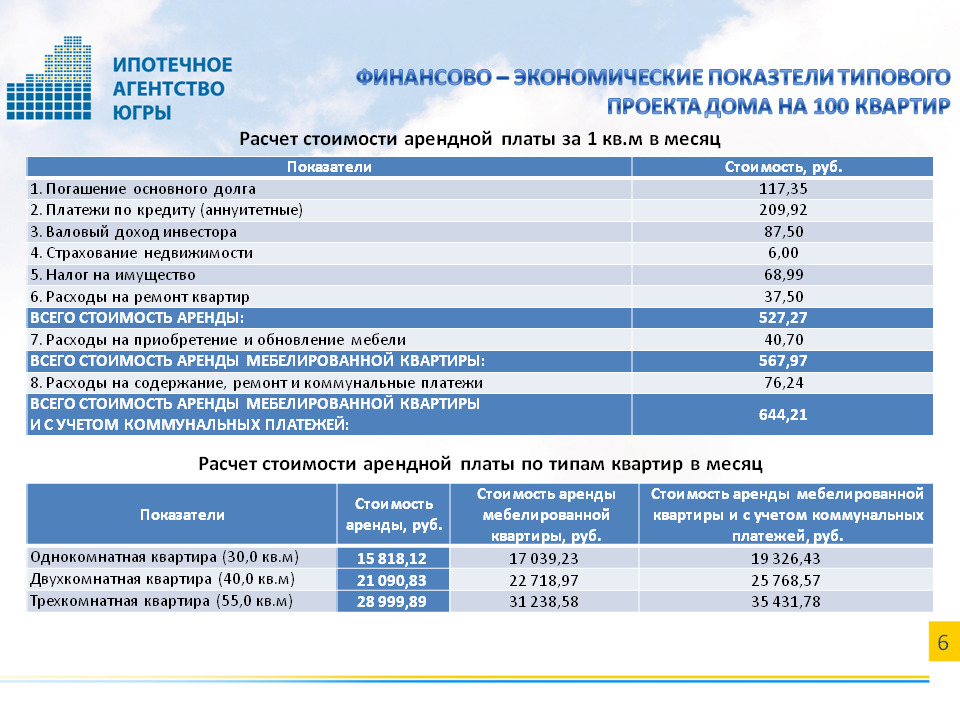 ИПОТЕЧНОЕ
АГЕНТСТВО
ЮГРЫ
ФИНАНСОВО – ЭКОНОМИЧЕСКИЕ ПОКАЗТЕЛИ ТИПОВОГО
ПРОЕКТА ДОМА НА 100 КВАРТИР
Расчет стоимости арендной платы за 1 кв.м в месяц
Показатели Стоимость, руб.
1. Погашение основного долга 117,35
2. Платежи по кредиту (аннуитетные) 209,92
3. Валовый доход инвестора 87,50
4. Страхование недвижимости 6,00
5. Налог на имущество 68,99
6. Расходы на ремонт квартир 37,50
ВСЕГО СТОИМОСТЬ АРЕНДЫ: 527,27
7. Расходы на приобретение и обновление мебели 40,70
ВСЕГО СТОИМОСТЬ АРЕНДЫ МЕБЕЛИРОВАННОЙ КВАРТИРЫ: 567,97
8. Расходы на содержание, ремонт и коммунальные платежи 76,24
ВСЕГО СТОИМОСТЬ АРЕНДЫ МЕБЕЛИРОВАННОЙ КВАРТИРЫ
И С УЧЕТОМ КОММУНАЛЬНЫХ ПЛАТЕЖЕЙ: 644,21
Расчет стоимости арендной платы по типам квартир в месяц
Показатели
Стоимость
аренды, руб.
Стоимость аренды
мебелированной
квартиры, руб.
Стоимость аренды мебелированной
квартиры и с учетом коммунальных
платежей, руб.
Однокомнатная квартира (30,0 кв.м) 15 818,12 17 039,23 19 326,43
Двухкомнатная квартира (40,0 кв.м) 21 090,83 22 718,97 25 768,57
Трехкомнатная квартира (55,0 кв.м) 28 999,89 31 238,58 35 431,78
6